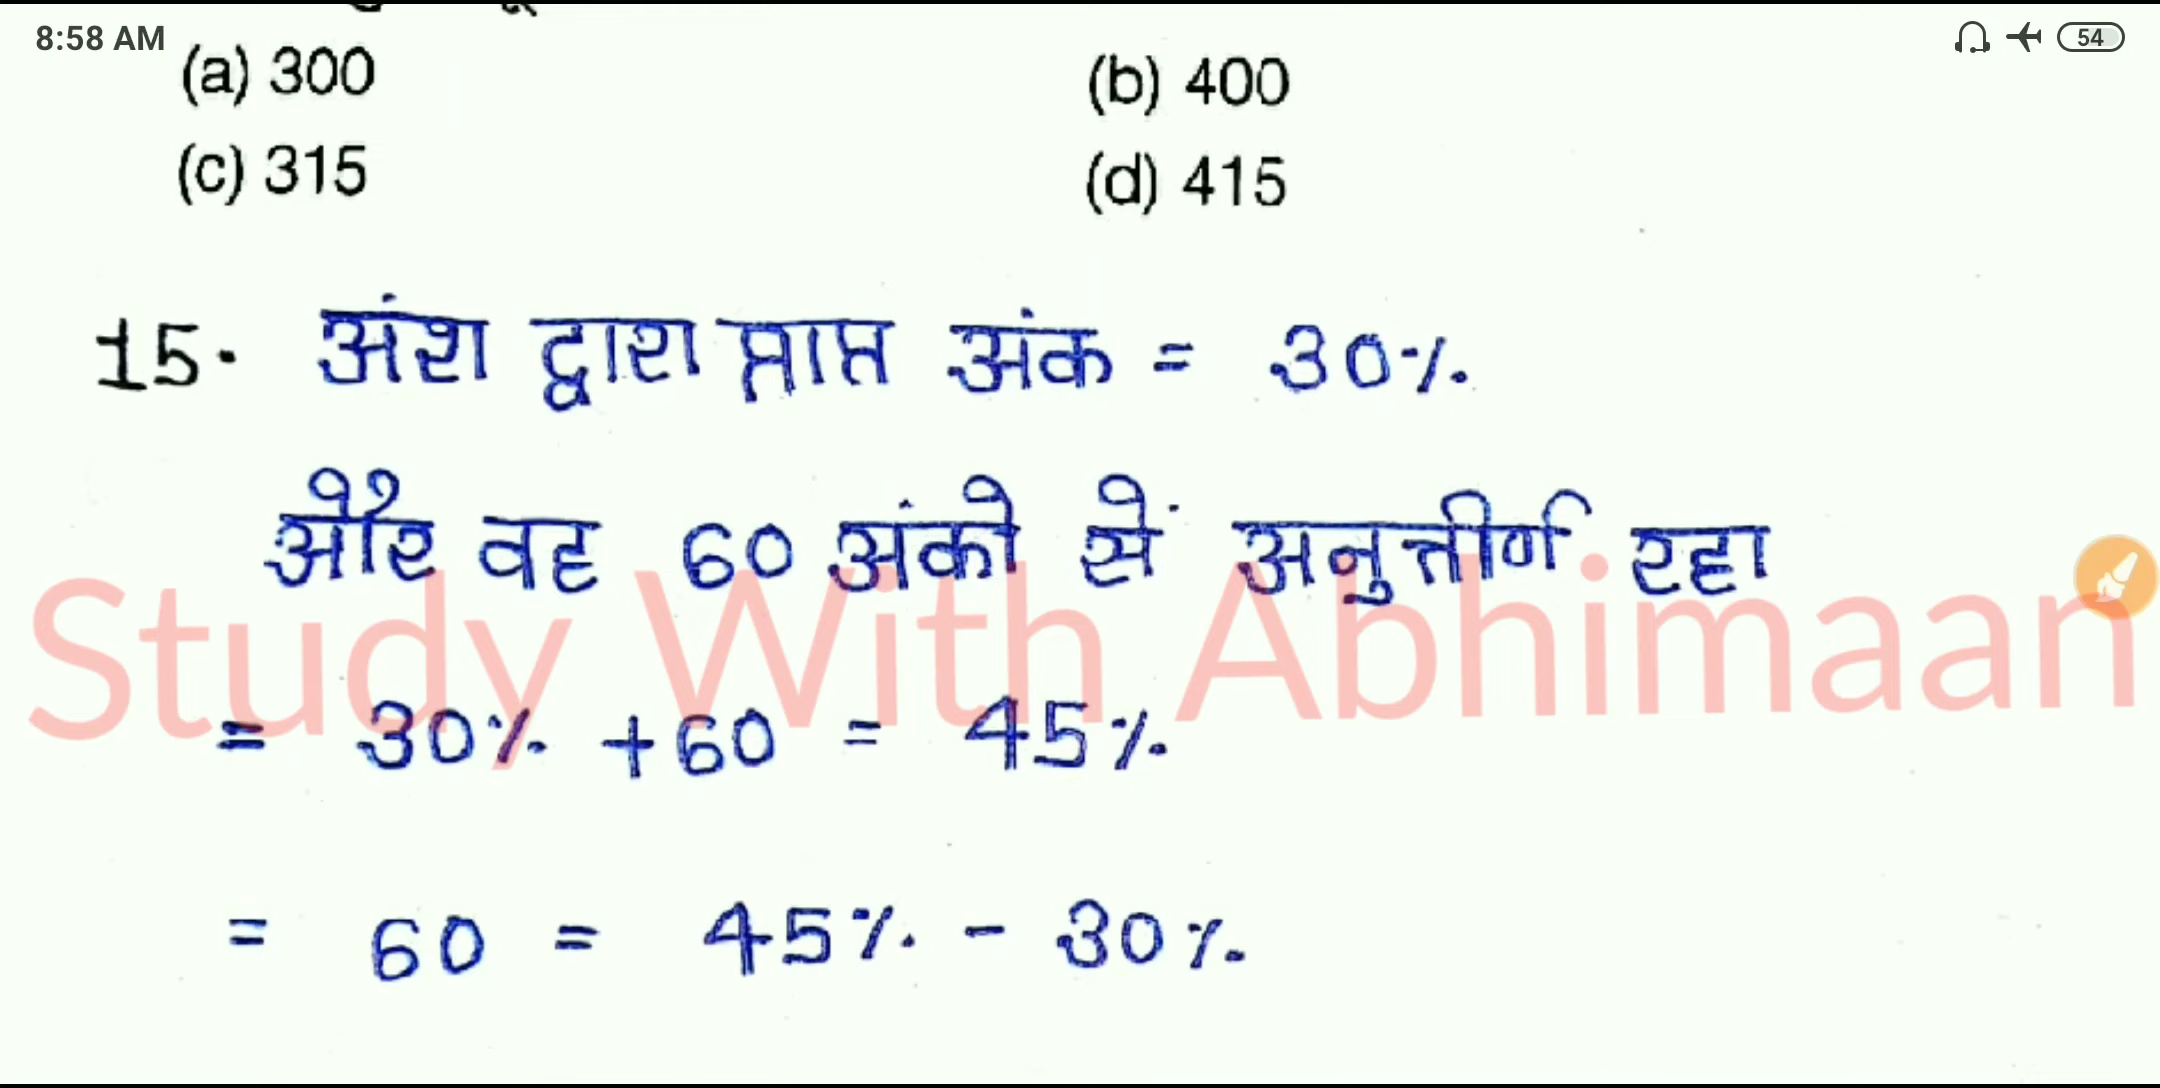 8:58 AM
54
(a) 300
(b) 400
(c) 315
(d) 415
15. अंश द्वारा प्राप्त अंक = 30%
और वह 60 अंको से अनुत्तीर्ण रहा
Study With Abhimaan
= 30% + 60 = 45%
= 60 = 45% - 30%